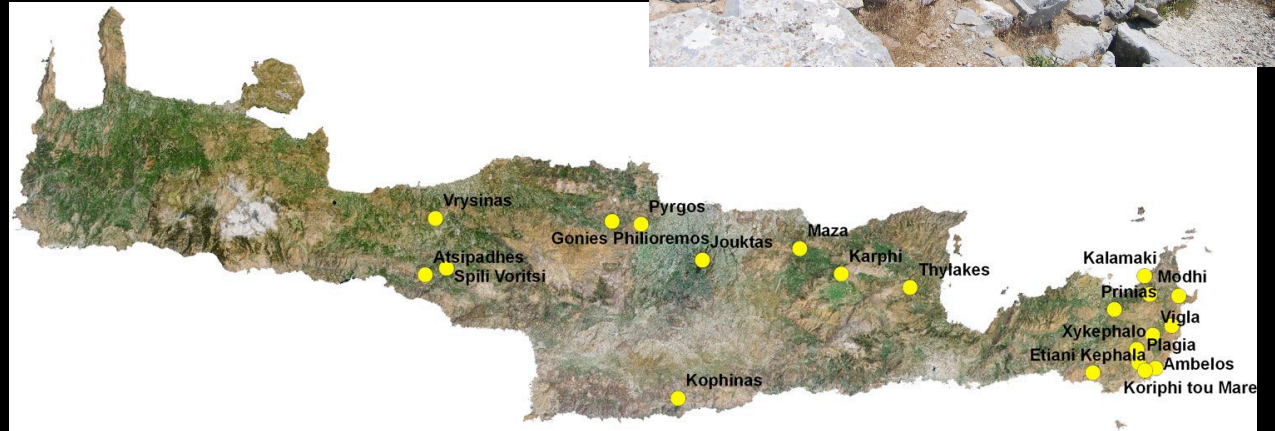 Vrysinas
Pyrgos
Gonies Philioremos
Jouktas
Maza
Atsipadhes
Karphi
Kalamaki
Thylakes
Spili Voritsi
Modhi
Prinias
Vigla
Xykephalo
Plagia
Etiani Kephala
Ambelos
Kophinas
Koriphi tou Mare